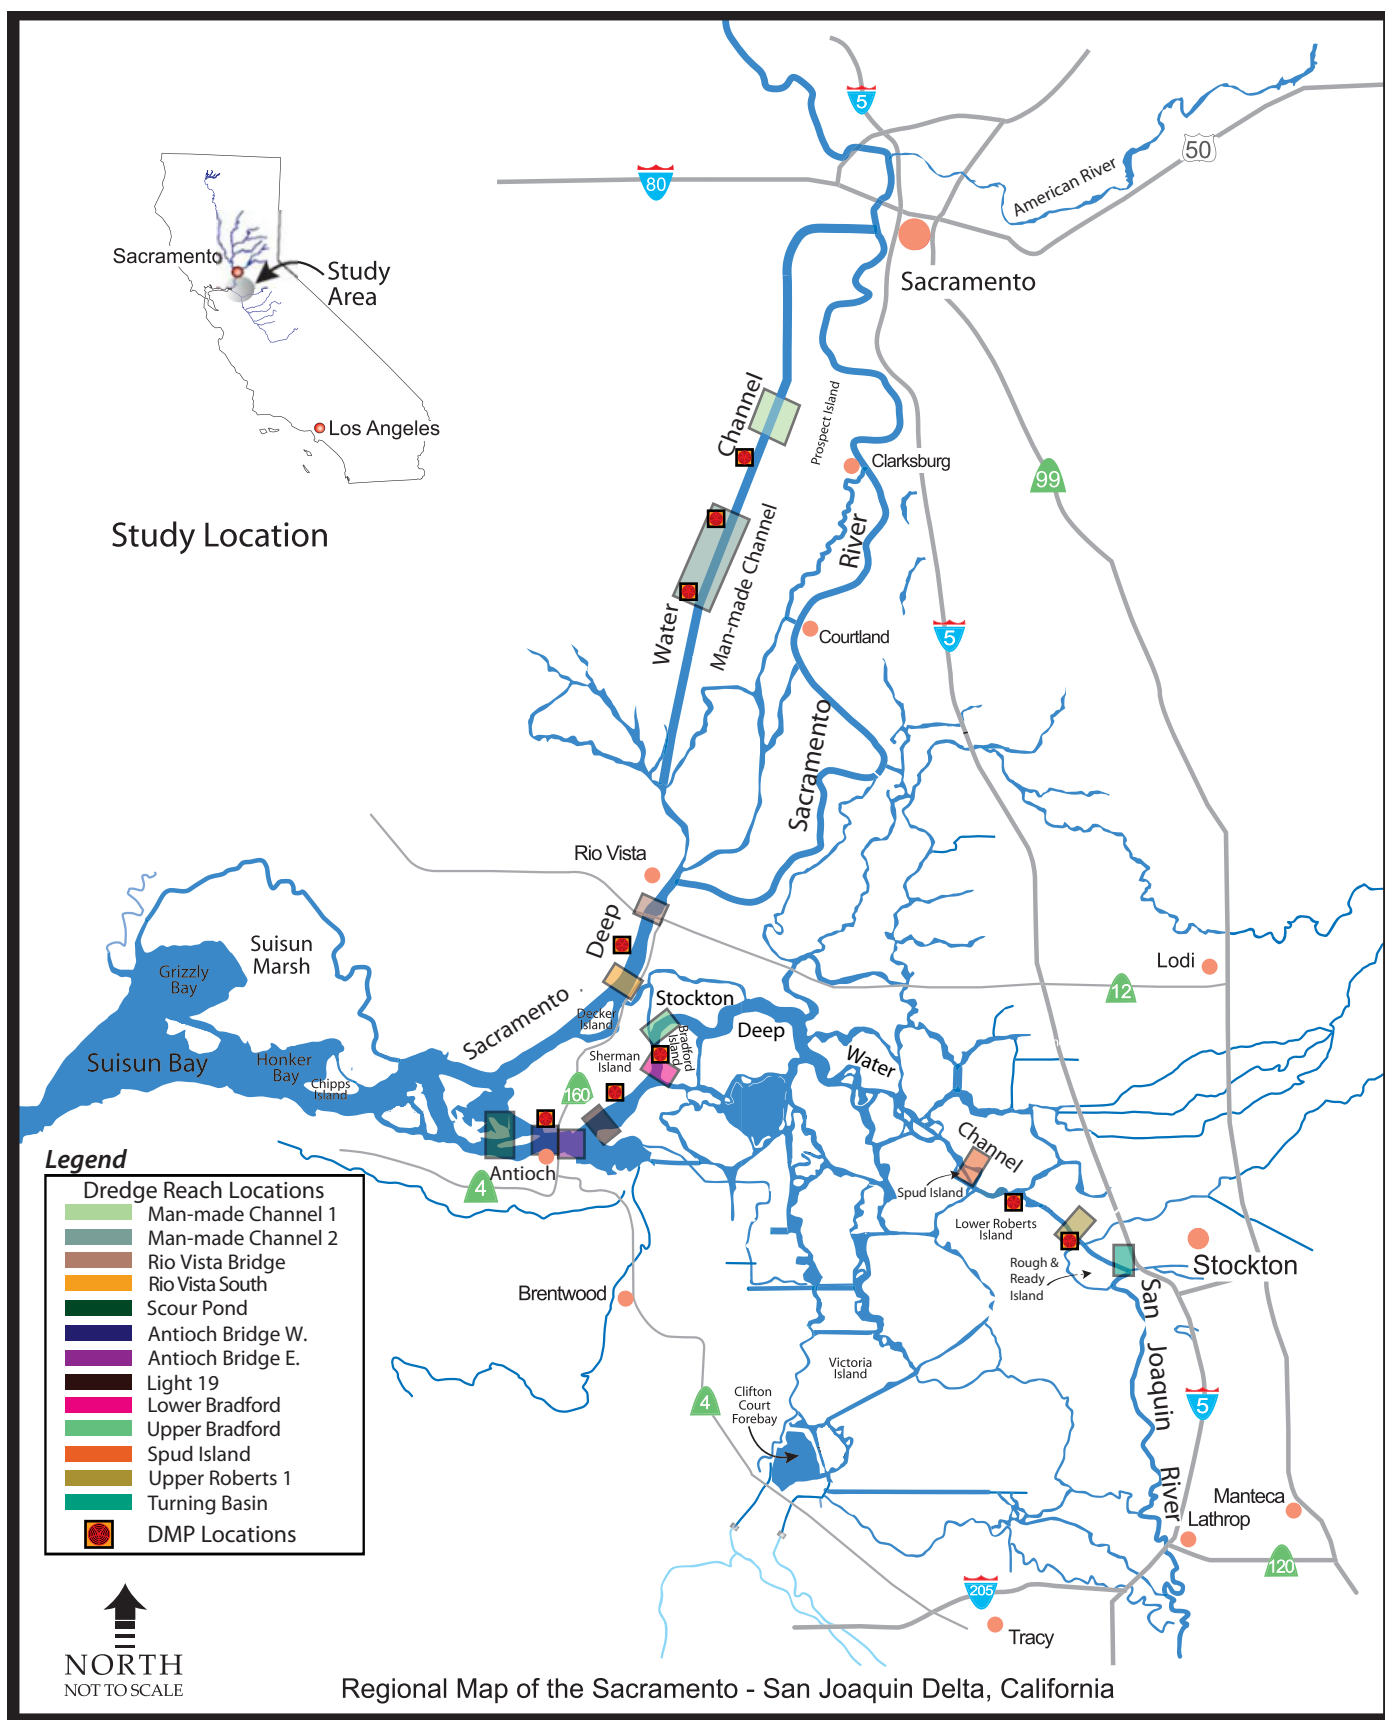 5
80
50
American River
Sacramento
Sacramento
Study
Area
Los Angeles
Study Location
Channel
Prospect Island
Clarksburg
99
River
Man-made Channel
Water
Courtland
5
Sacramento
Rio Vista
Deep
Suisun
Marsh
Grizzly
Bay
Lodi
12
Stockton
Sacramento
Decker
Island
Deep
Bradford
Island
Water
Suisun Bay
Honker
Bay
Chipps
Island
Sherman
Island
160
Channel
Antioch
4
Spud Island
Lower Roberts
Island
Rough &
Ready
Island
Stockton
Brentwood
San Joaquin River
Victoria
Island
Clifton
Court
Forebay
4
5
Manteca
Lathrop
120
205
Tracy
Legend
Dredge Reach Locations
Man-made Channel 1
Man-made Channel 2
Rio Vista Bridge
Rio Vista South
Scour Pond
Antioch Bridge W.
Antioch Bridge E.
Light 19
Lower Bradford
Upper Bradford
Spud Island
Upper Roberts 1
Turning Basin
DMP Locations
NORTH
NOT TO SCALE
Regional Map of the Sacramento - San Joaquin Delta, California